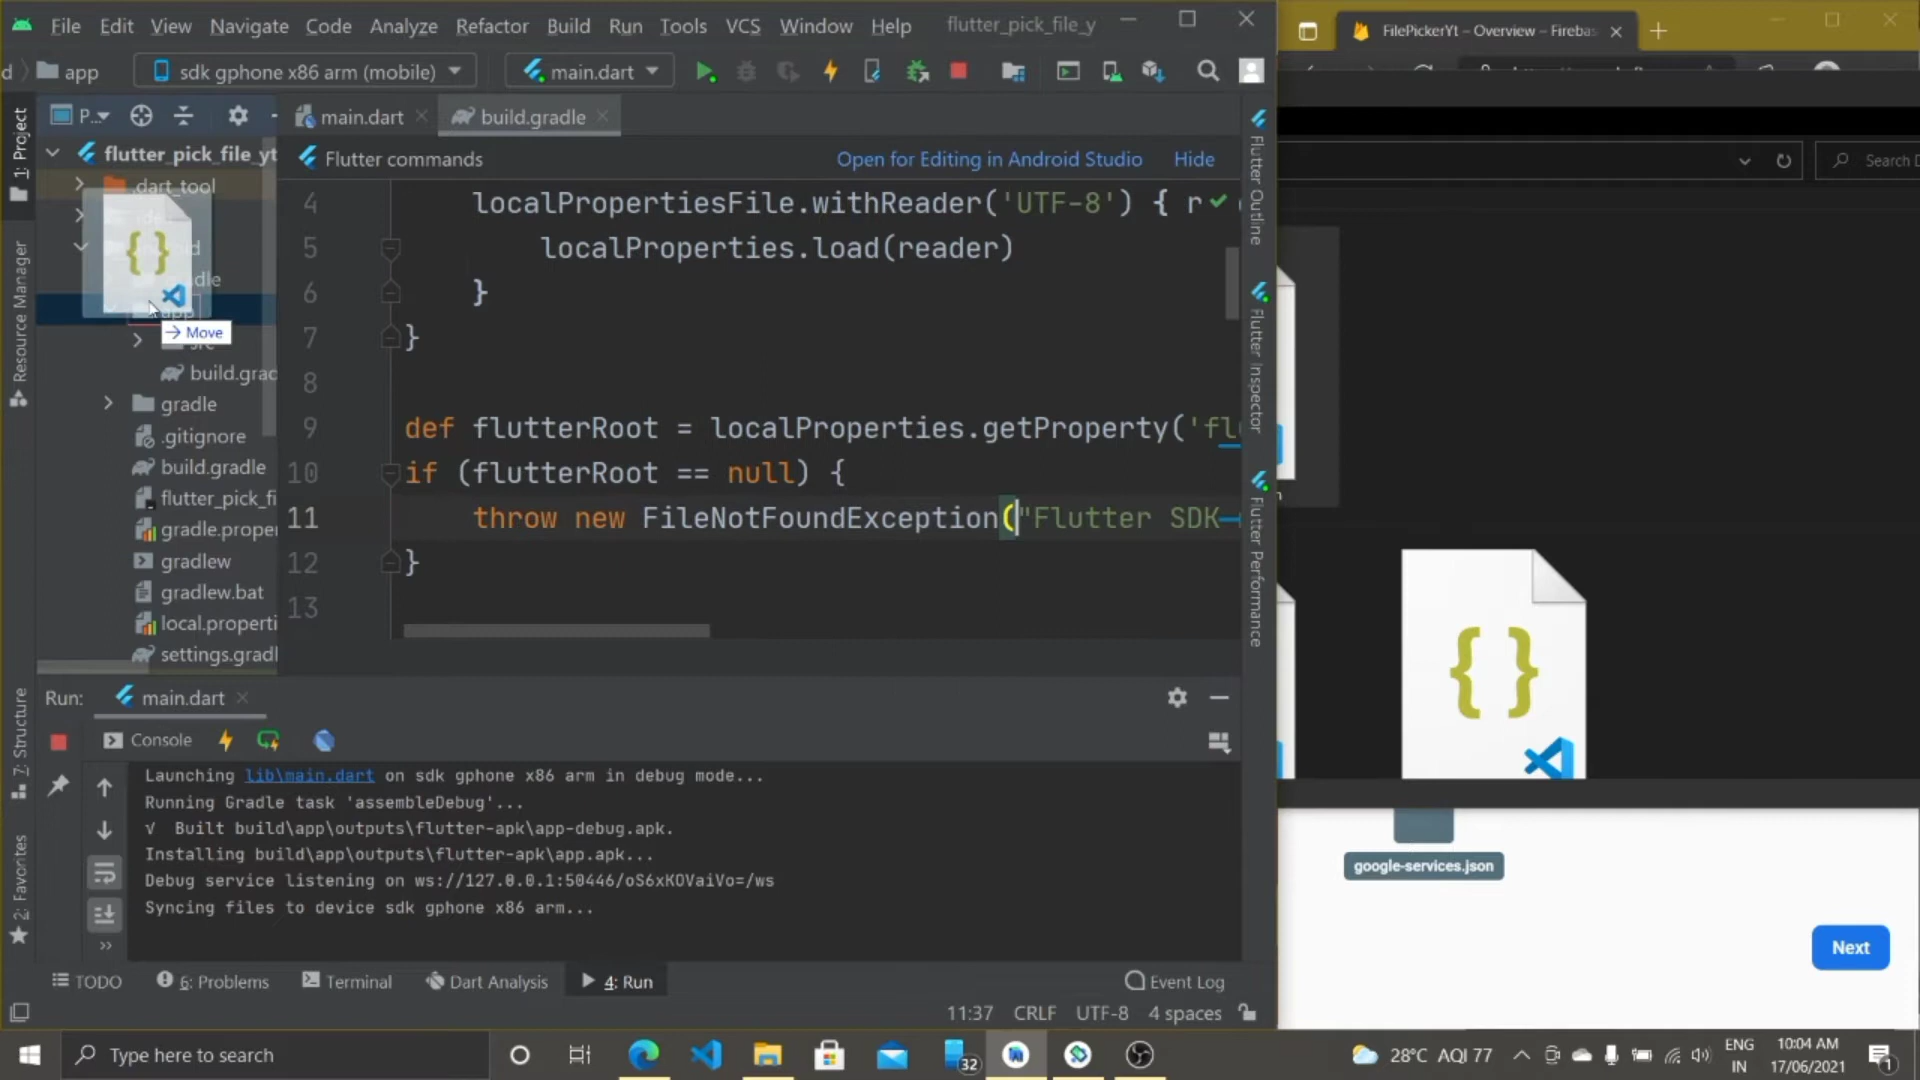 File Edit View Navigate Code Analyze Refactor Build Run Tools VCS Window Help flutter_pick_file_y
FilePickerYt – Overview – Firebas
d app sdk gphone x86 arm (mobile) main.dart
1: Project
P...
main.dart
build.gradle
flutter_pick_file_yt
Flutter commands
Open for Editing in Android Studio
Hide
Search D
.dart_tool
app
Move
build.grad
gradle
.gitignore
build.gradle
flutter_pick_fi
gradle.proper
gradlew
gradlew.bat
local.properti
settings.gradl
4 localPropertiesFile.withReader('UTF-8') { r
5 localProperties.load(reader)
6 }
7 }
8
9 def flutterRoot = localProperties.getProperty('fl
10 if (flutterRoot == null) {
11 throw new FileNotFoundException("Flutter SDK
12 }
13
Resource Manager
7: Structure
2: Favorites
Flutter Outline
Flutter Inspector
Flutter Performance
Run: main.dart
Console
Launching lib\main.dart on sdk gphone x86 arm in debug mode...
Running Gradle task 'assembleDebug'...
√ Built build\app\outputs\flutter-apk\app-debug.apk.
Installing build\app\outputs\flutter-apk\app.apk...
Debug service listening on ws://127.0.0.1:50446/oS6xKOVaiVo=/ws
Syncing files to device sdk gphone x86 arm...
google-services.json
Next
TODO 6: Problems Terminal Dart Analysis 4: Run Event Log
11:37 CRLF UTF-8 4 spaces
Type here to search
32
28°C AQI 77
ENG
IN
10:04 AM
17/06/2021
1